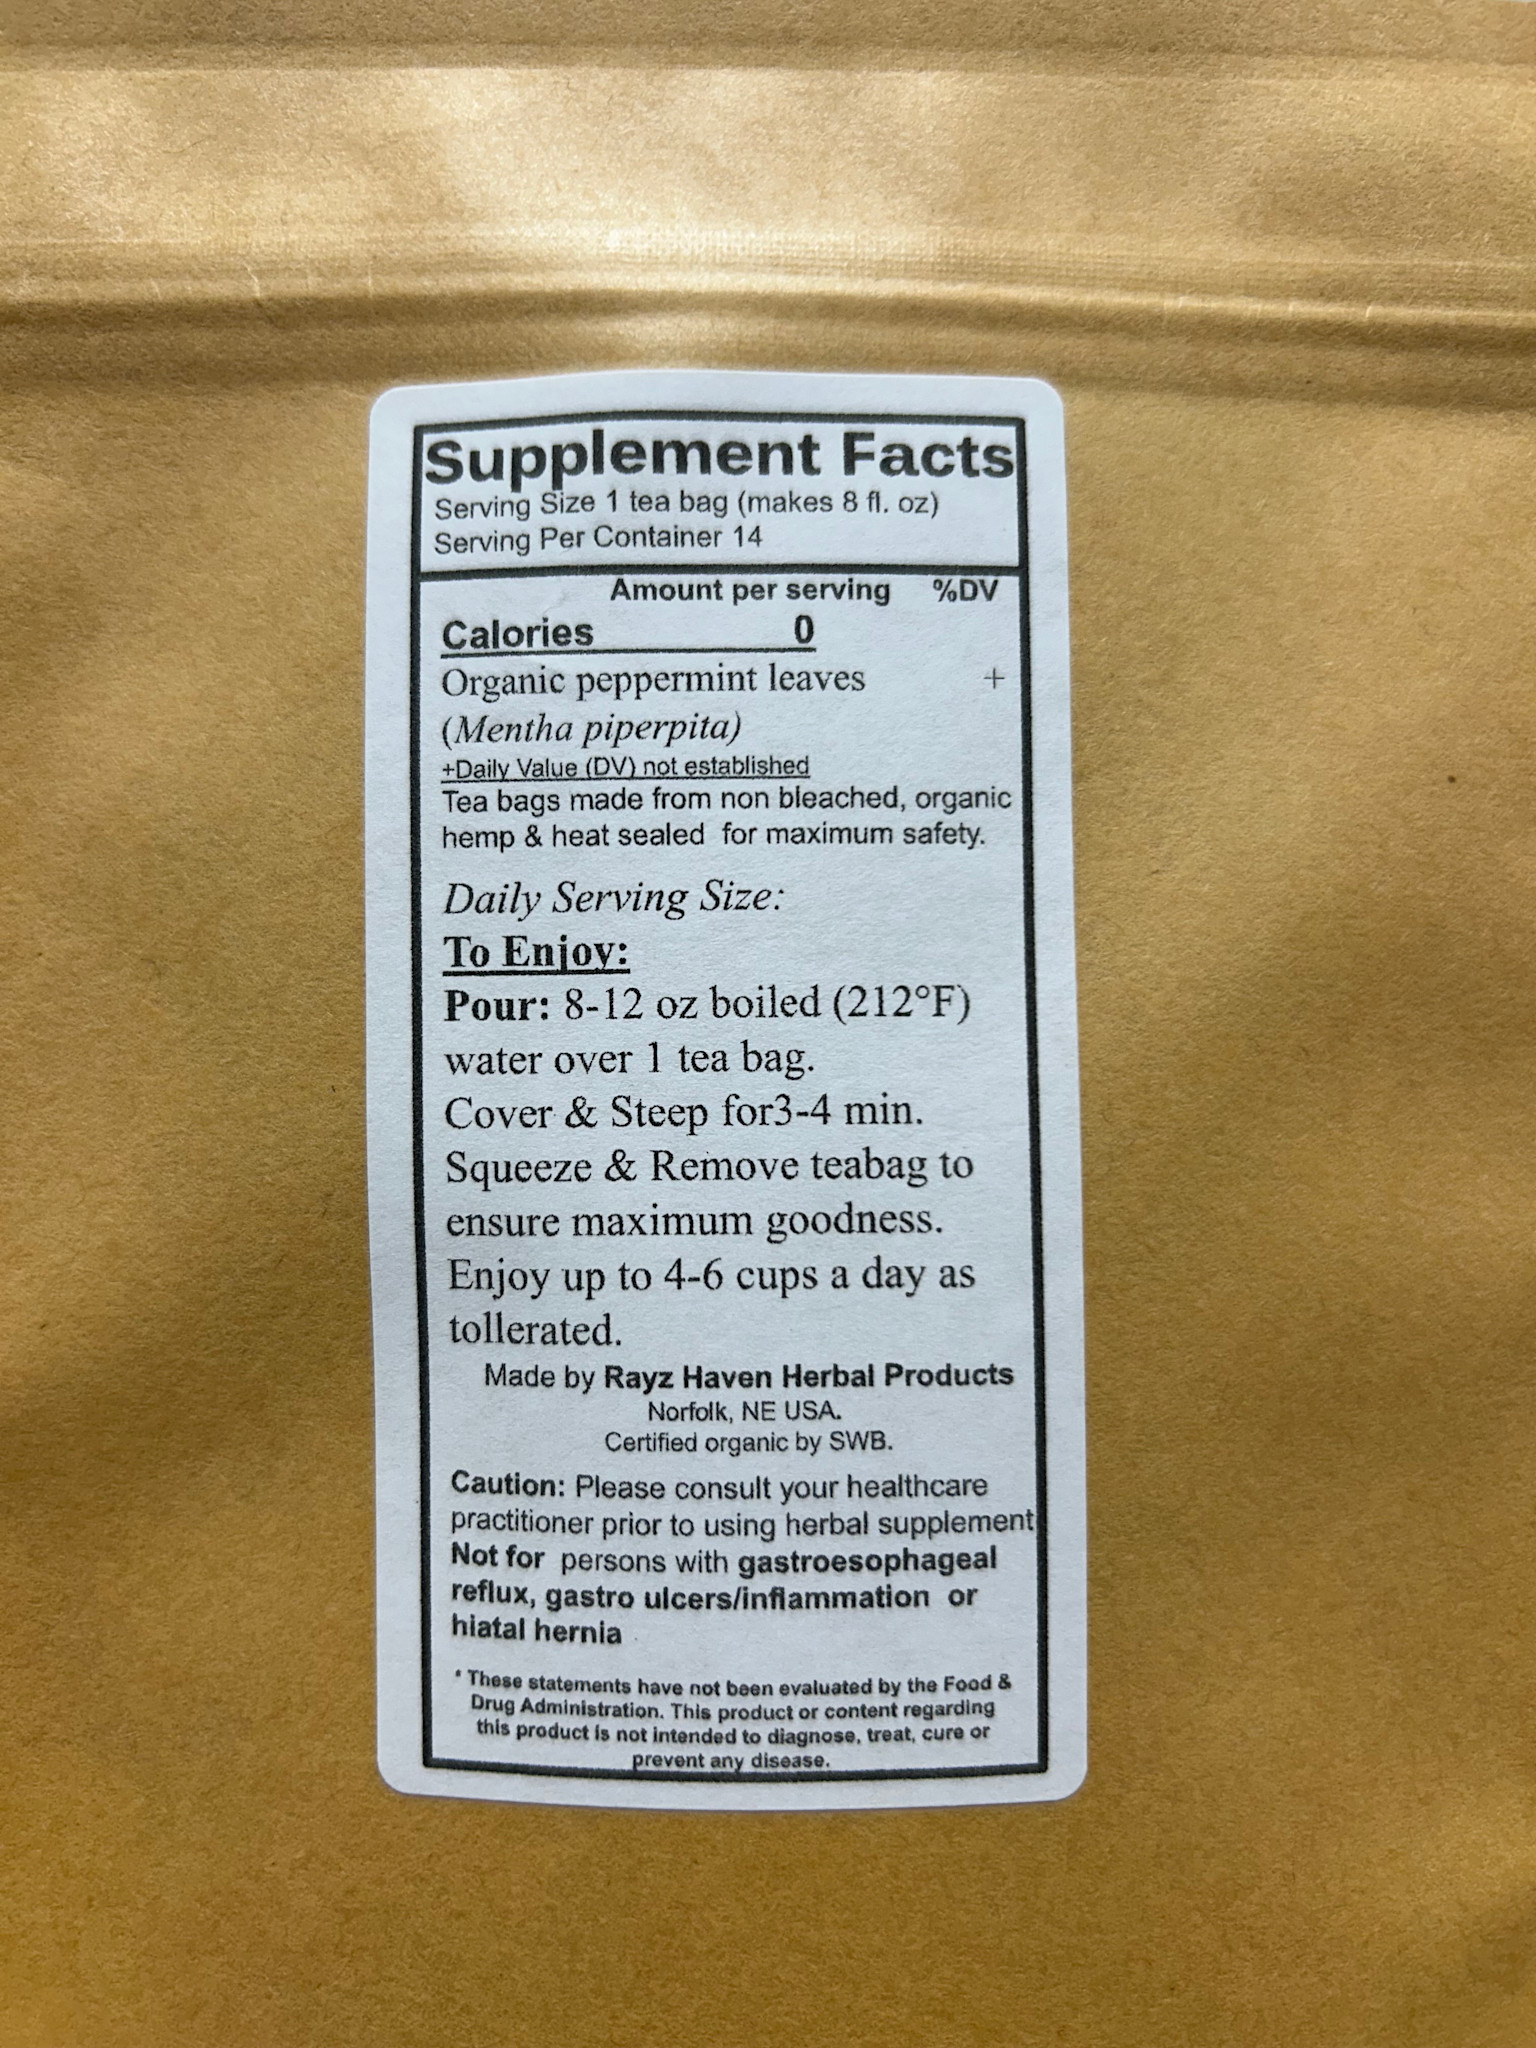 Supplement Facts
Serving Size 1 tea bag (makes 8 fl. oz)
Serving Per Container 14
Amount per serving %DV
Calories 0
Organic peppermint leaves +
(Mentha piperpita)
+Daily Value (DV) not established
Tea bags made from non bleached, organic
hemp & heat sealed for maximum safety.
Daily Serving Size:
To Enjoy:
Pour: 8-12 oz boiled (212°F)
water over 1 tea bag.
Cover & Steep for3-4 min.
Squeeze & Remove teabag to
ensure maximum goodness.
Enjoy up to 4-6 cups a day as
tollerated.
Made by Rayz Haven Herbal Products
Norfolk, NE USA.
Certified organic by SWB.
Caution: Please consult your healthcare
practitioner prior to using herbal supplement
Not for persons with gastroesophageal
reflux, gastro ulcers/inflammation or
hiatal hernia
* These statements have not been evaluated by the Food &
Drug Administration. This product or content regarding
this product is not intended to diagnose, treat, cure or
prevent any disease.